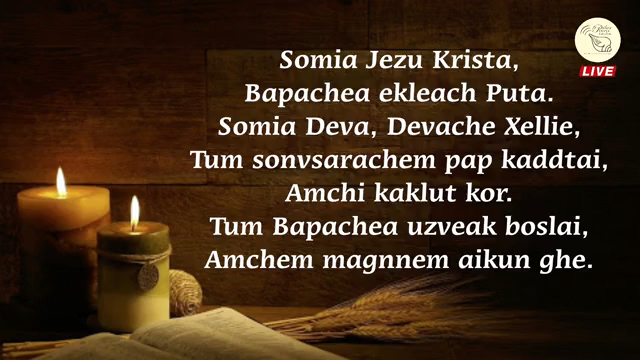 Somia Jezu Krista,
Bapachea ekleach Puta.
Somia Deva, Devache Xellie,
Tum sonvsarachem pap kaddtai,
Amchi kaklut kor.
Tum Bapachea uzveak boslai,
Amchem magnnem aikun ghe.
LIVE